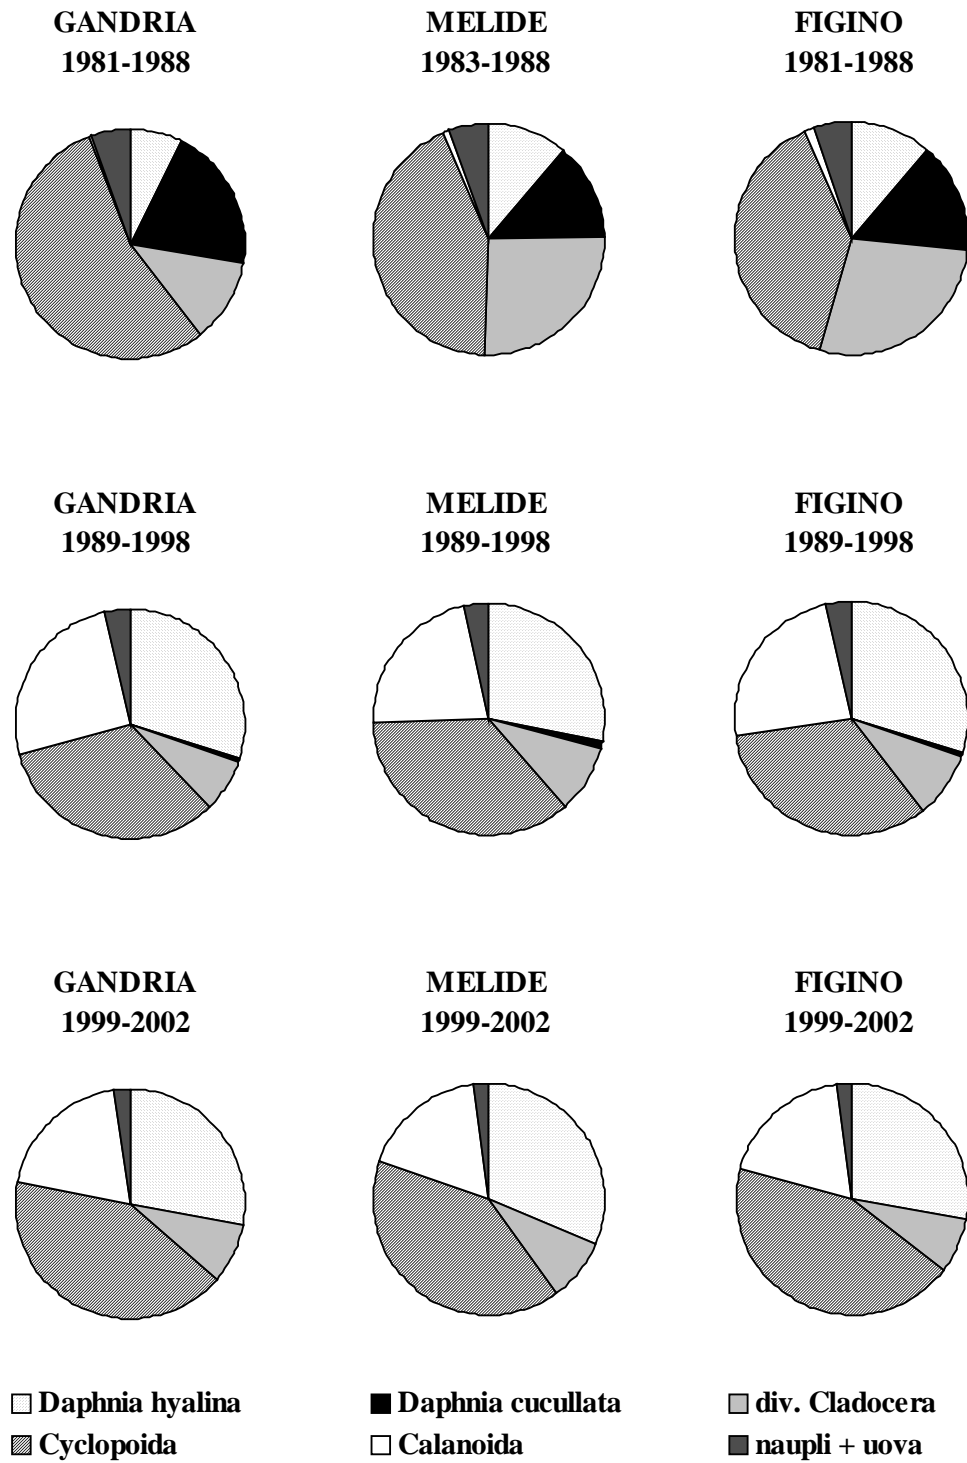 GANDRIA
1981-1988
MELIDE
1983-1988
FIGINO
1981-1988
GANDRIA
1989-1998
MELIDE
1989-1998
FIGINO
1989-1998
GANDRIA
1999-2002
MELIDE
1999-2002
FIGINO
1999-2002
Daphnia hyalina
Daphnia cucullata
div. Cladocera
Cyclopoida
Calanoida
naupli + uova